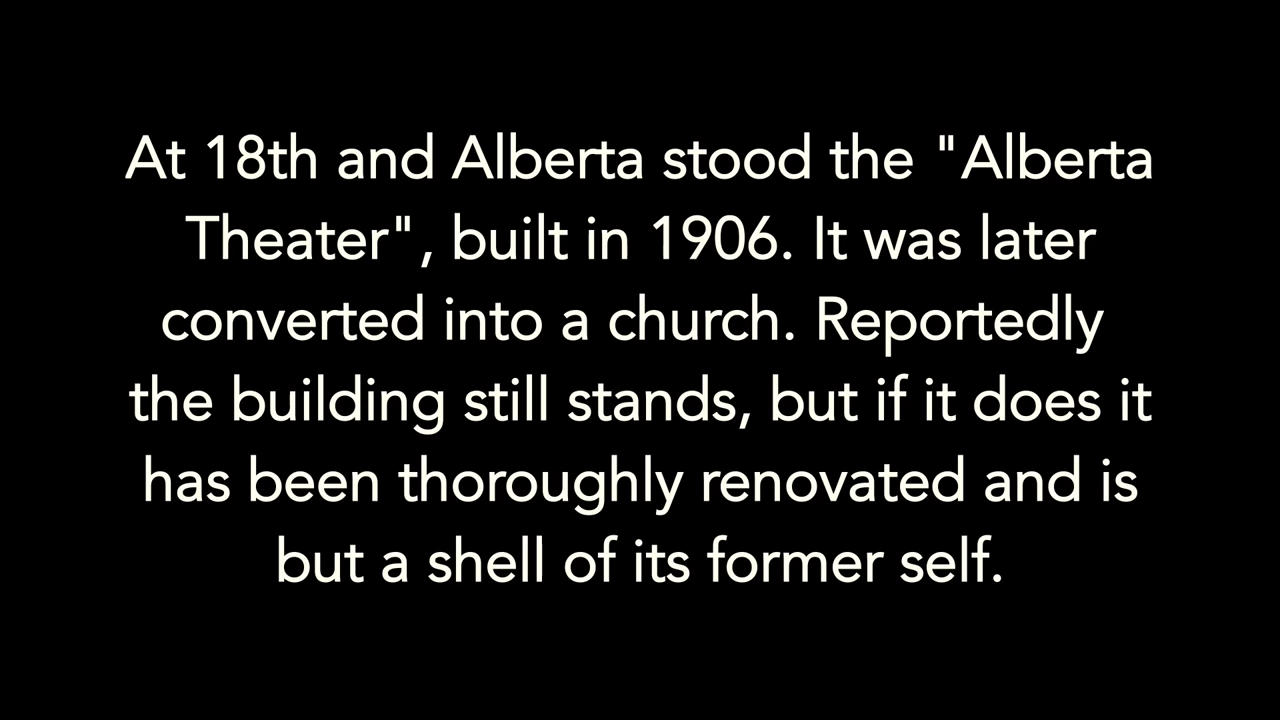 At 18th and Alberta stood the "Alberta
Theater", built in 1906. It was later
converted into a church. Reportedly
the building still stands, but if it does it
has been thoroughly renovated and is
but a shell of its former self.